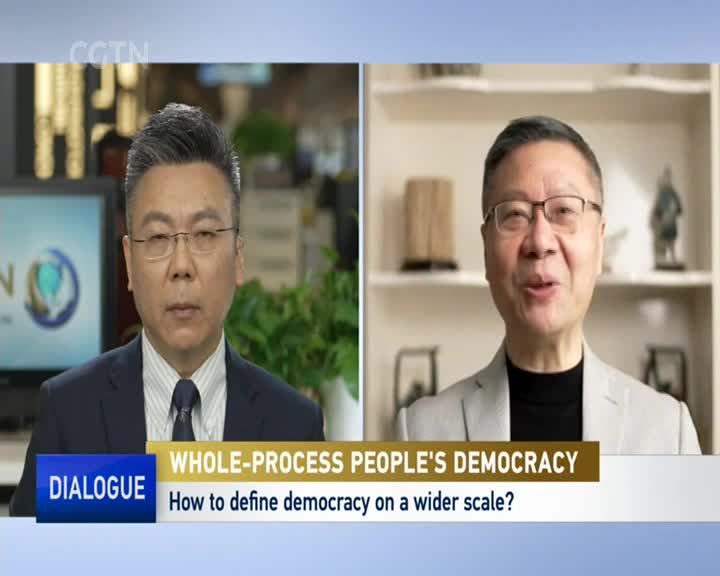 CGTN
N
WHOLE-PROCESS PEOPLE'S DEMOCRACY
DIALOGUE
How to define democracy on a wider scale?